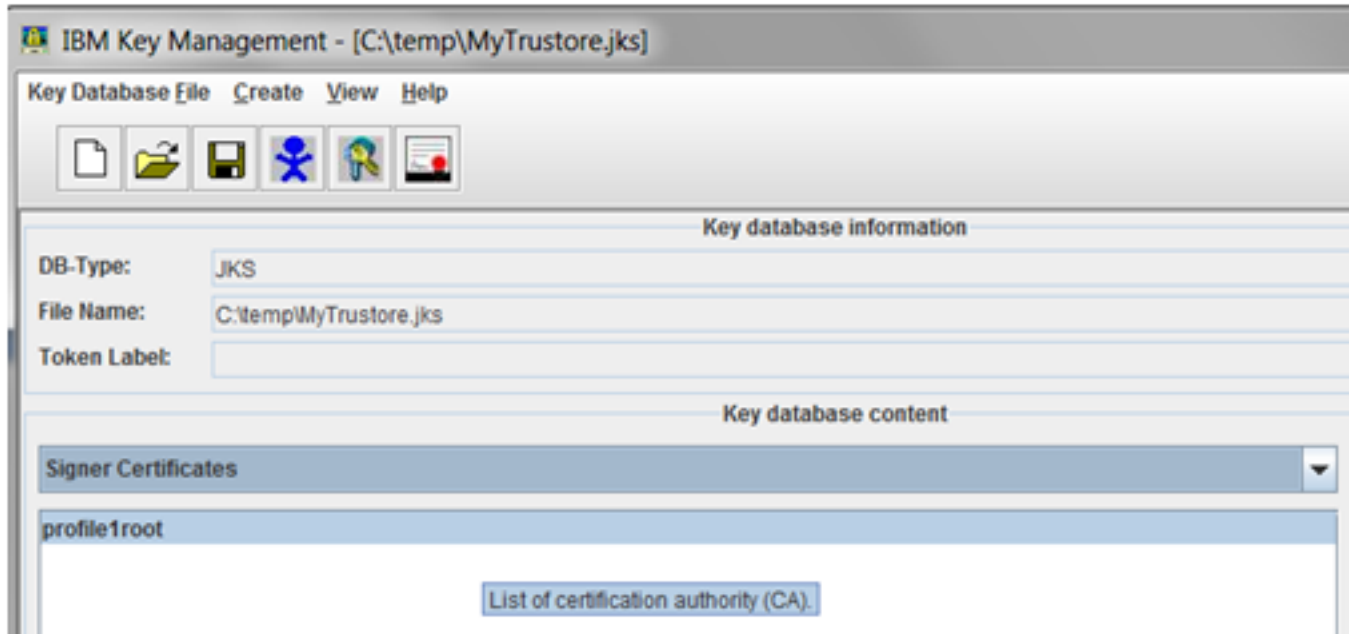 IBM Key Management - [C:\temp\MyTrustore.jks]
Key Database File Create View Help
Key database information
DB-Type: JKS
File Name: C:\temp\MyTrustore.jks
Token Label:
Key database content
Signer Certificates
profile1root
List of certification authority (CA).